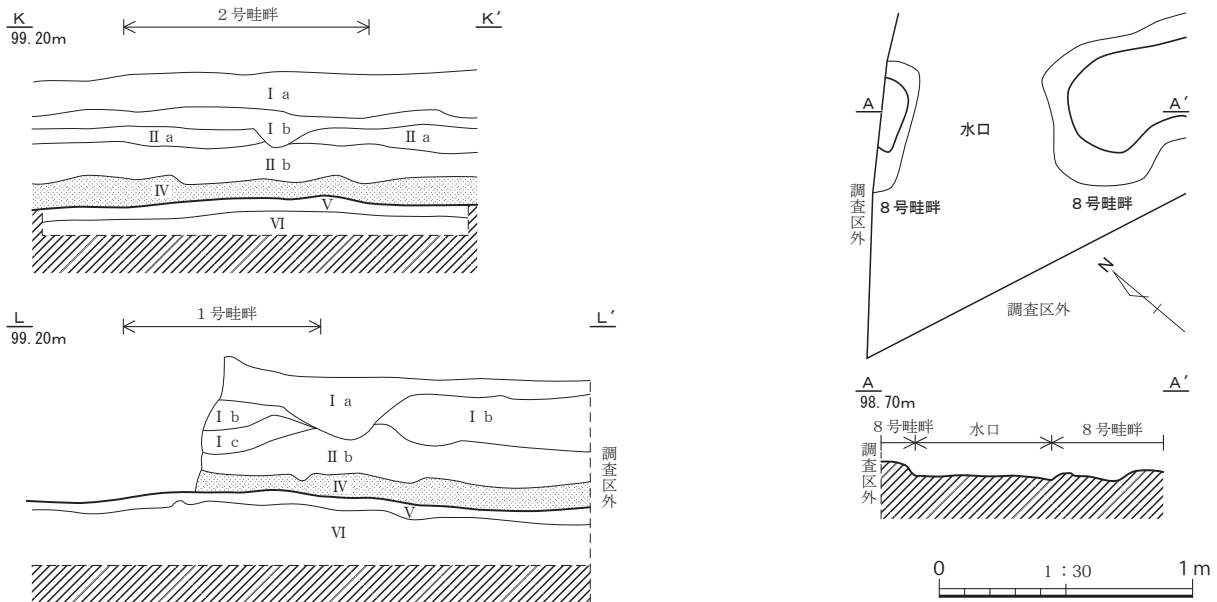 K 2号畦畔 K′
99.20m
Ⅰa
Ⅰb
Ⅱa Ⅱa
Ⅱb
Ⅳ
Ⅴ
Ⅵ
L 1号畦畔 L′
99.20m
Ⅰa
Ⅰb Ⅰb
Ⅰc
Ⅱb
Ⅳ
Ⅴ
Ⅵ
調査区外
A A′
水口
調査区外
8号畦畔 8号畦畔
N
調査区外
A A′
98.70m
8号畦畔 水口 8号畦畔
調査区外
0 1:30 1m